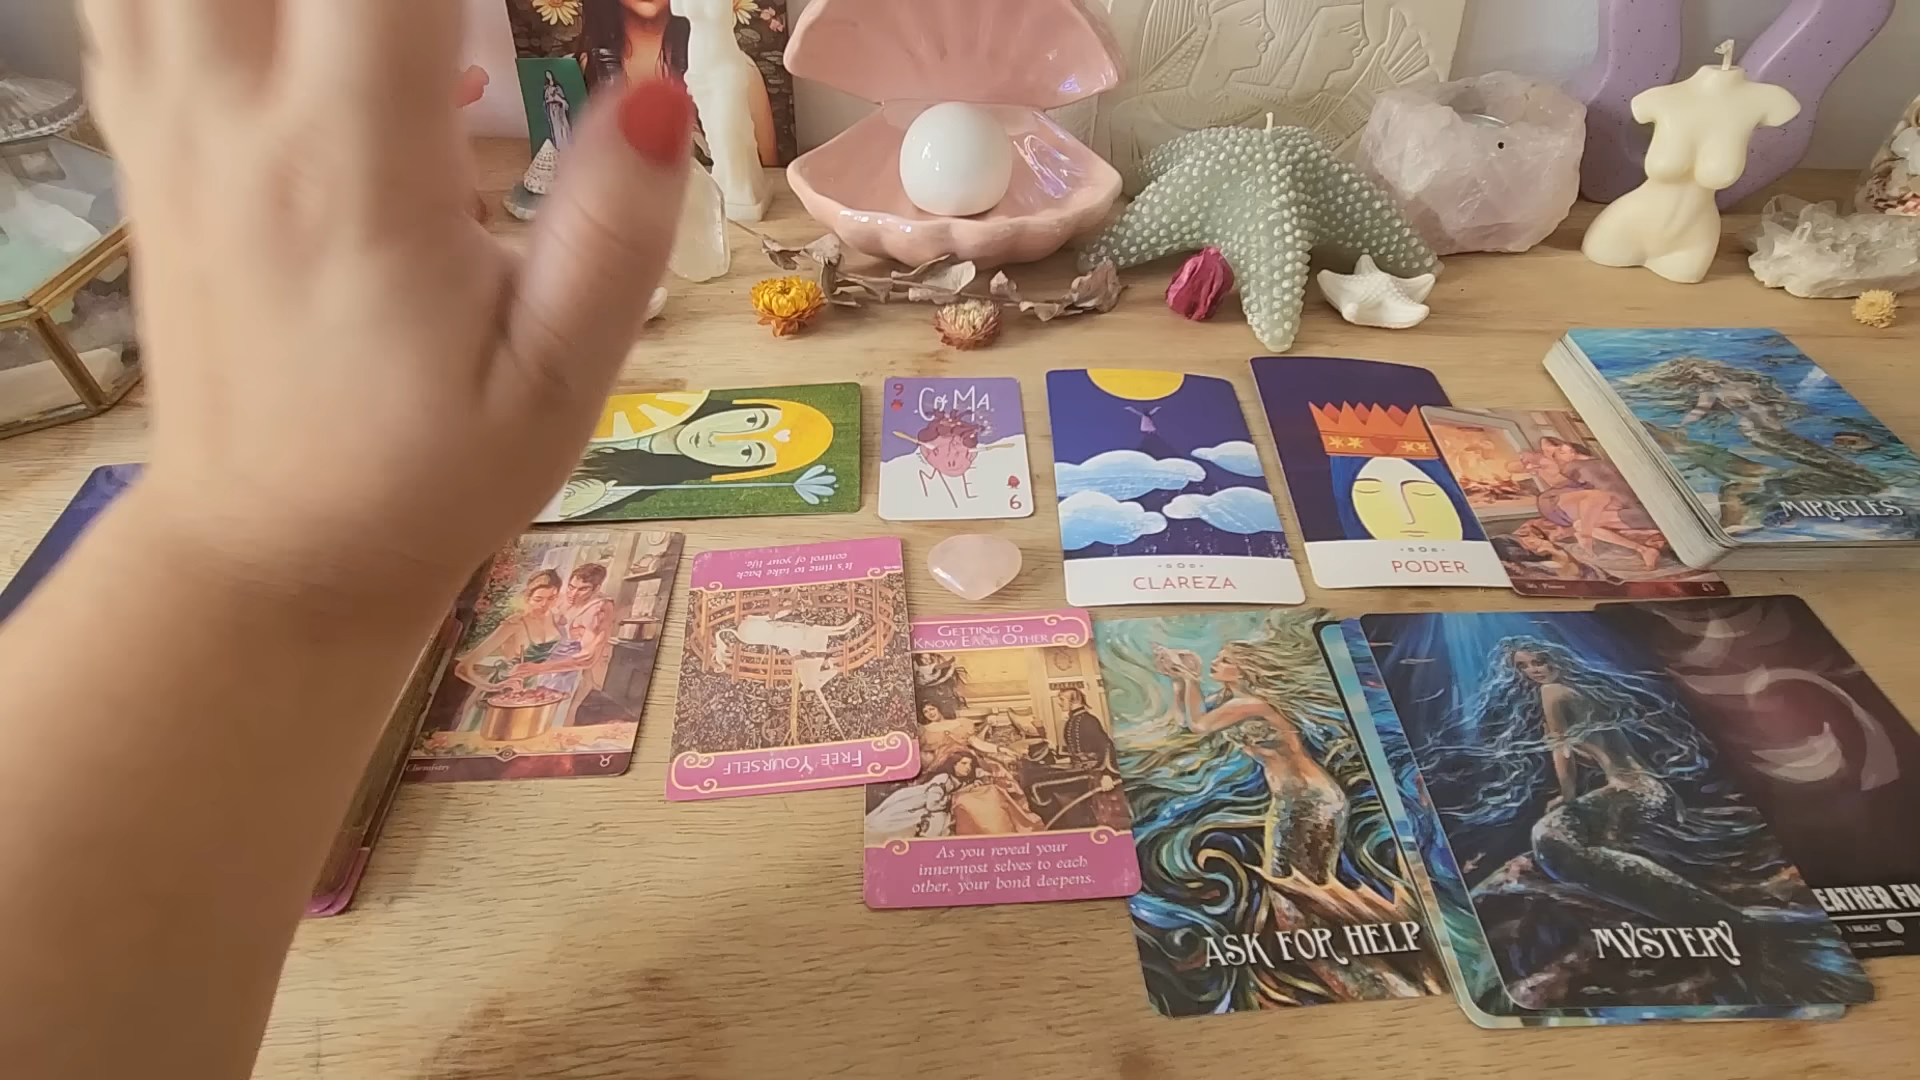 9
COMA
ME
9
CLAREZA
PODER
MIRACLES
It's time to take back
control of your life.
FREE YOURSELF
GETTING TO
KNOW EACH OTHER
As you reveal your
innermost selves to each
other, your bond deepens.
Chemistry
ASK FOR HELP
MYSTERY
EATHER FA